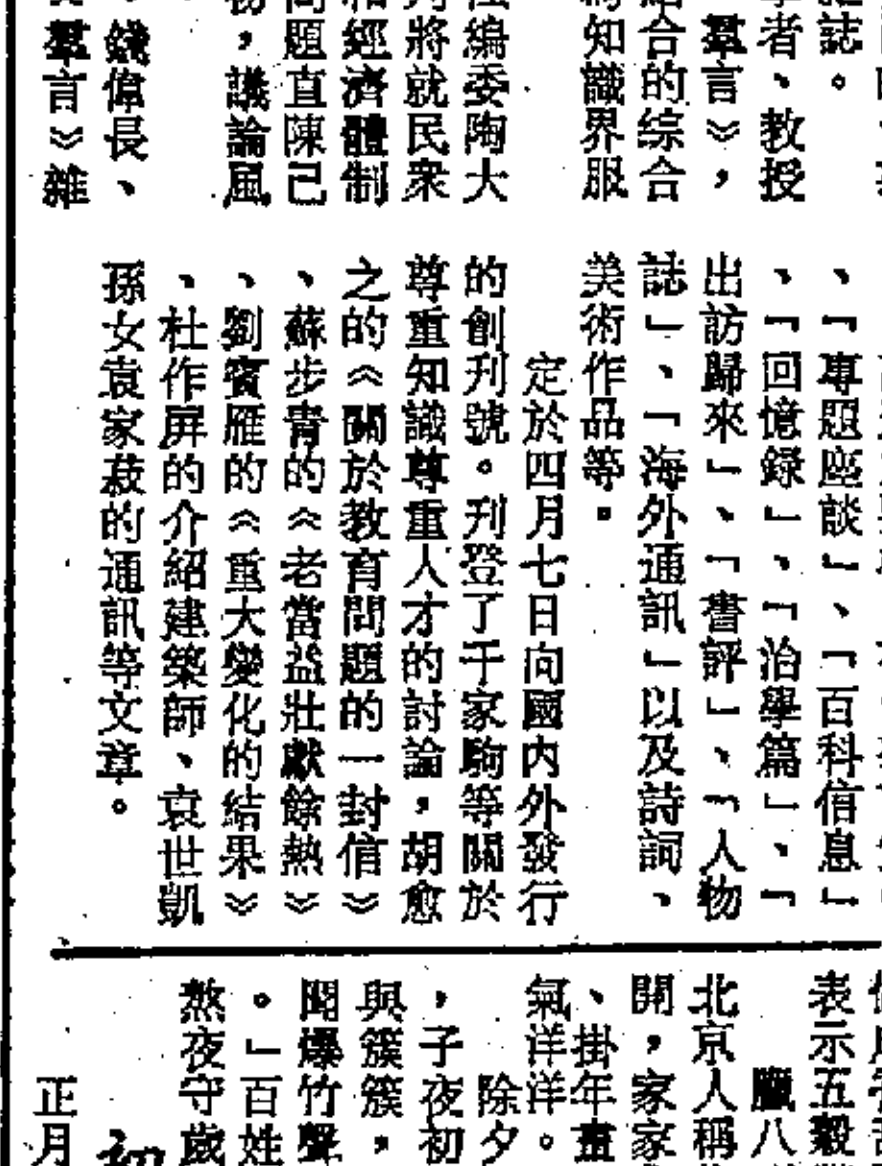 誌。
者、教授
《羣言》，
結合的综合
為知識界服
編委陶大
將就民衆
和經濟體制
問題直陳己
物，議論風
、錢偉長、
《羣言》雜
、「專題座談」、「百科信息」
、「回憶録」、「治學篇」、「
出訪歸來」、「書評」、「人物
誌」、「海外通訊」以及詩詞、
美術作品等。
定於四月七日向國内外發行
的創刊號。刊登了千家駒等關於
尊重知識尊重人才的討論，胡愈
之的《關於教育問題的一封信》
、蘇步青的《老當益壯獻餘熱》
、劉賓雁的《重大變化的結果》
、杜作屏的介紹建築師、袁世凱
孫女袁家菽的通訊等文章。
表示五穀
臘八
北京人稱
開，家家
、掛年畫
氣洋洋。
除夕
，子夜初
與簇簇，
聞爆竹聲
。」百姓
熬夜守歲
初
正月